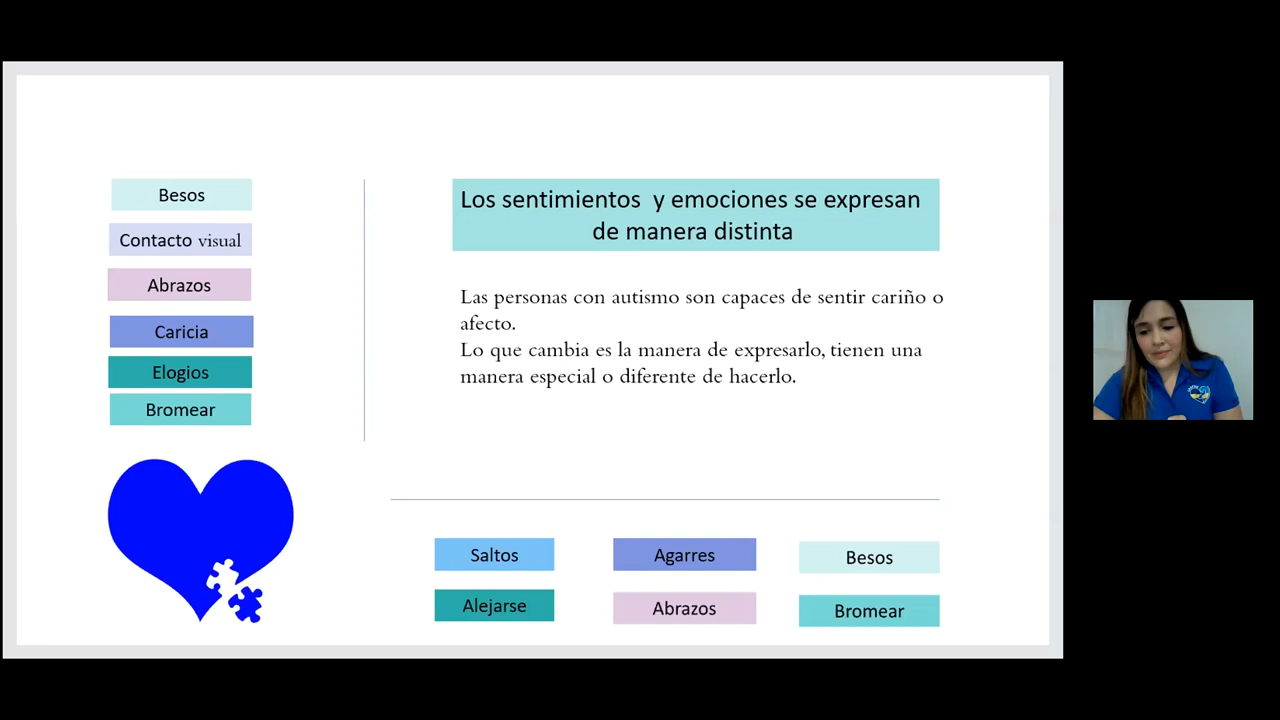 Besos
Contacto visual
Abrazos
Caricia
Elogios
Bromear
Los sentimientos y emociones se expresan
de manera distinta
Las personas con autismo son capaces de sentir cariño o
afecto.
Lo que cambia es la manera de expresarlo, tienen una
manera especial o diferente de hacerlo.
Saltos
Agarres
Besos
Alejarse
Abrazos
Bromear